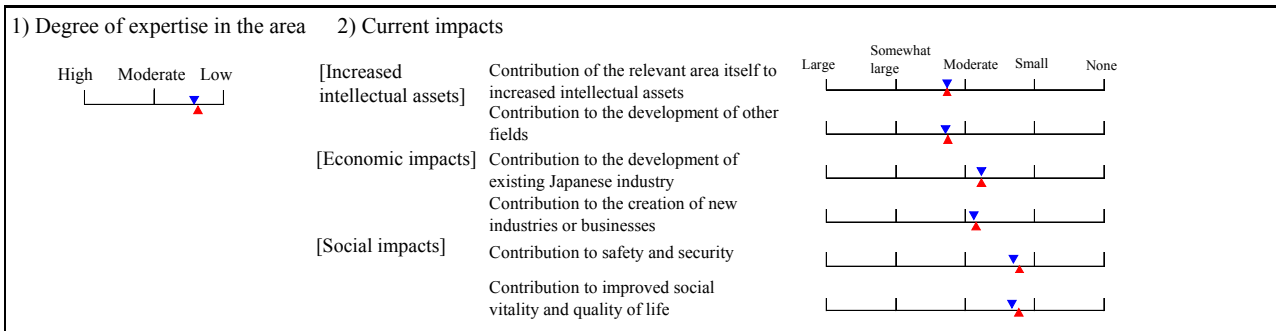 1) Degree of expertise in the area 2) Current impacts
High Moderate Low
Large Somewhat large Moderate Small None
[Increased intellectual assets]
Contribution of the relevant area itself to
increased intellectual assets
Contribution to the development of other
fields
[Economic impacts]
Contribution to the development of
existing Japanese industry
Contribution to the creation of new
industries or businesses
[Social impacts]
Contribution to safety and security
Contribution to improved social
vitality and quality of life